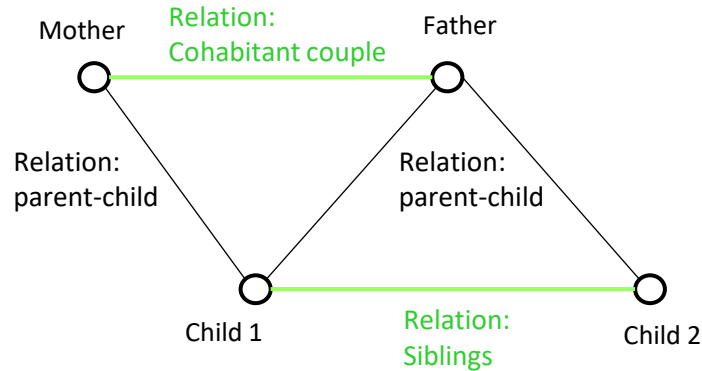 Mother
Relation:
Cohabitant couple
Father
Relation:
parent-child
Relation:
parent-child
Child 1
Relation:
Siblings
Child 2